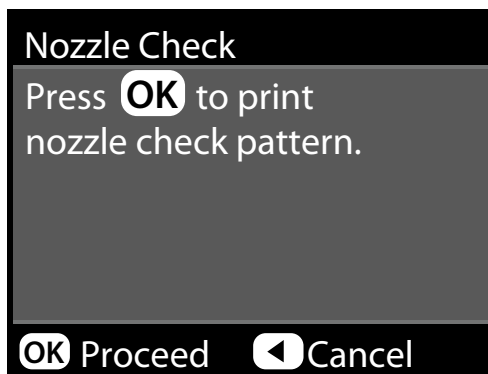 Nozzle Check
Press OK to print
nozzle check pattern.
OK Proceed Cancel